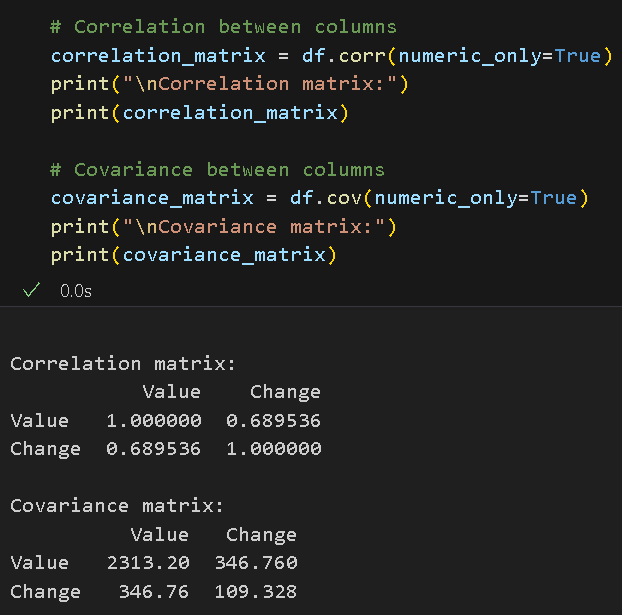 # Correlation between columns
correlation_matrix = df.corr(numeric_only=True)
print("\nCorrelation matrix:")
print(correlation_matrix)

# Covariance between columns
covariance_matrix = df.cov(numeric_only=True)
print("\nCovariance matrix:")
print(covariance_matrix)
0.0s

Correlation matrix:
           Value    Change
Value   1.000000  0.689536
Change  0.689536  1.000000

Covariance matrix:
          Value   Change
Value   2313.20  346.760
Change   346.76  109.328